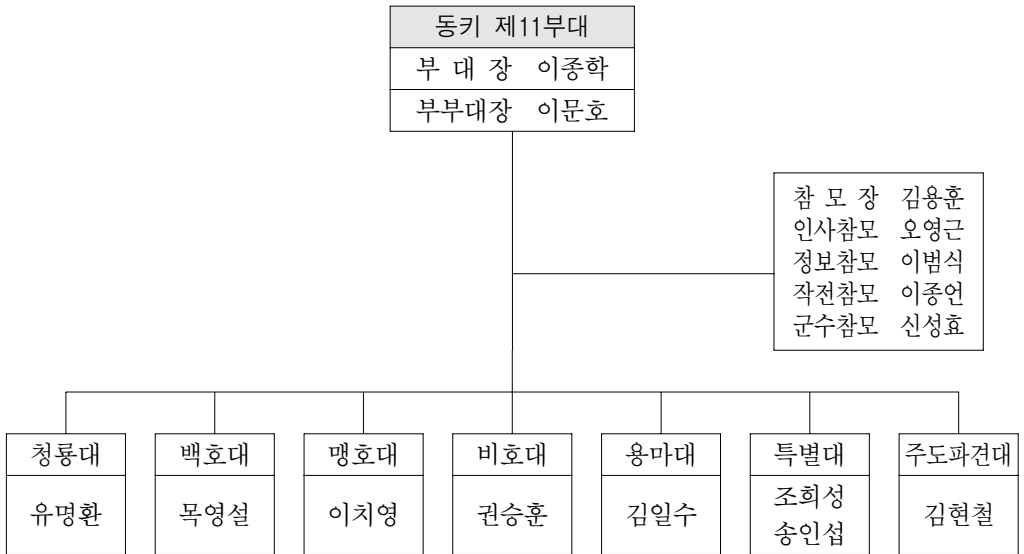 동키 제11부대
부 대 장 이종학
부부대장 이문호
참 모 장 김용훈
인사참모 오영근
정보참모 이범식
작전참모 이종언
군수참모 신성효
청룡대 백호대 맹호대 비호대 용마대 특별대 주도파견대
유명환 목영설 이치영 권승훈 김일수 조희성 김현철
송인섭